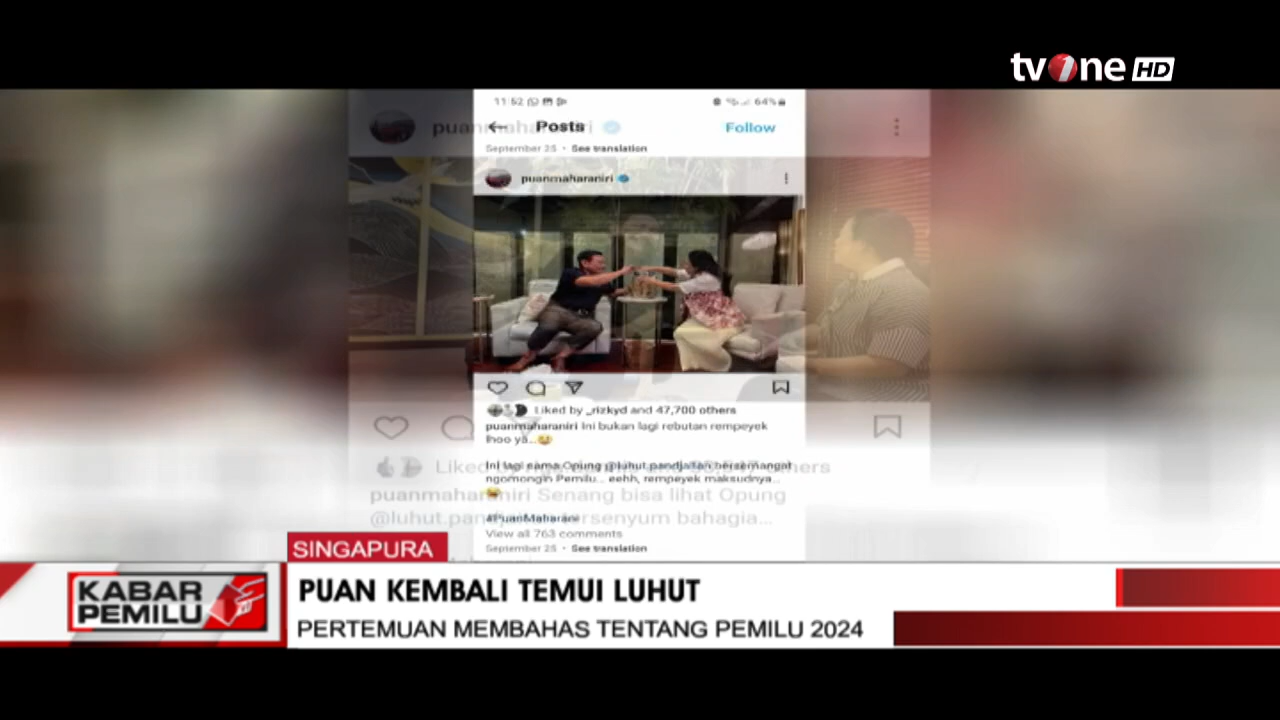 tvOne HD
11:52
64%
Posts
Follow
September 25 · See translation
puanmaharaniri
Liked by _rizkyd and 47,700 others
puanmaharaniri Ini bukan lagi rebutan rempeyek
lhoo ya...
Ini lagi sama Opung @luhut.pandjaitan bersemangat
ngomongin Pemilu... eehh, rempeyek maksudnya...
others
puanmaharaniri Senang bisa lihat Opung
ersenyum bahagia...
#PuanMaharani
View all 763 comments
September 25 · See translation
SINGAPURA
KABAR
PEMILU
PUAN KEMBALI TEMUI LUHUT
PERTEMUAN MEMBAHAS TENTANG PEMILU 2024